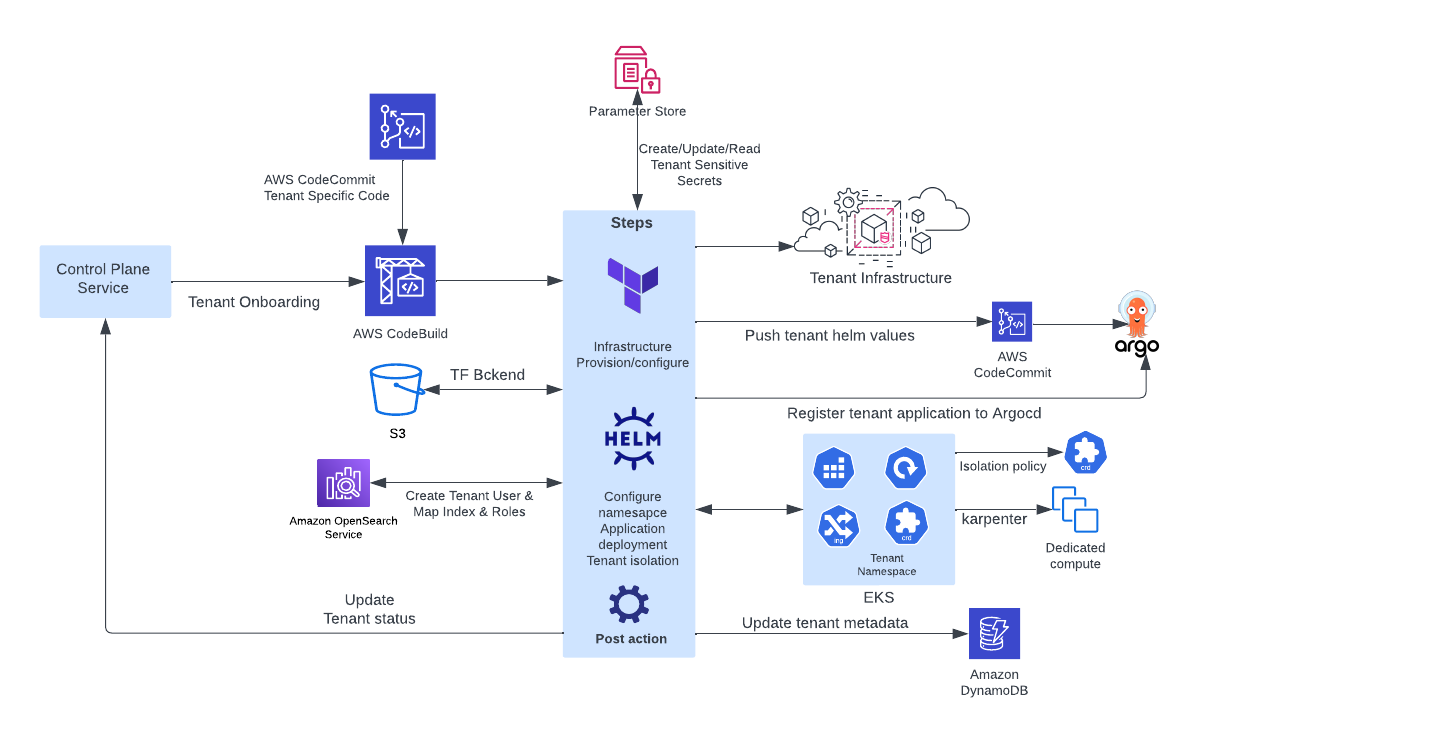 Parameter Store
Create/Update/Read
Tenant Sensitive
Secrets
AWS CodeCommit
Tenant Specific Code
Steps
Control Plane
Service
Tenant Onboarding
AWS CodeBuild
Tenant Infrastructure
Infrastructure
Provision/configure
Push tenant helm values
AWS
CodeCommit
argo
TF Bckend
S3
Register tenant application to Argocd
HELM
Amazon OpenSearch
Service
Create Tenant User &
Map Index & Roles
Configure
namesapce
Application
deployment
Tenant isolation
ing
crd
Tenant
Namespace
EKS
Isolation policy
crd
karpenter
Dedicated
compute
Update
Tenant status
Post action
Update tenant metadata
Amazon
DynamoDB